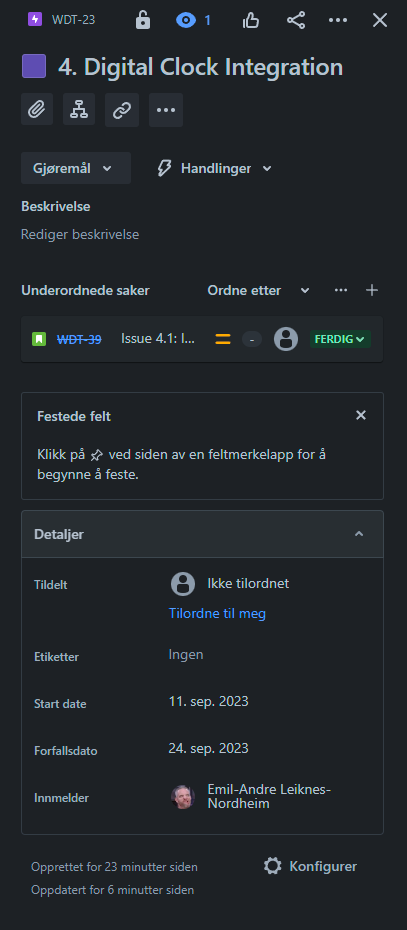 WDT-23
1
4. Digital Clock Integration
Gjøremål
Handlinger
Beskrivelse
Rediger beskrivelse
Underordnede saker
Ordne etter
WDT-39
Issue 4.1: I...
-
FERDIG
Festede felt
Klikk på ved siden av en feltmerkelapp for å
begynne å feste.
Detaljer
Tildelt
Ikke tilordnet
Tilordne til meg
Etiketter
Ingen
Start date
11. sep. 2023
Forfallsdato
24. sep. 2023
Innmelder
Emil-Andre Leiknes-
Nordheim
Opprettet for 23 minutter siden
Konfigurer
Oppdatert for 6 minutter siden